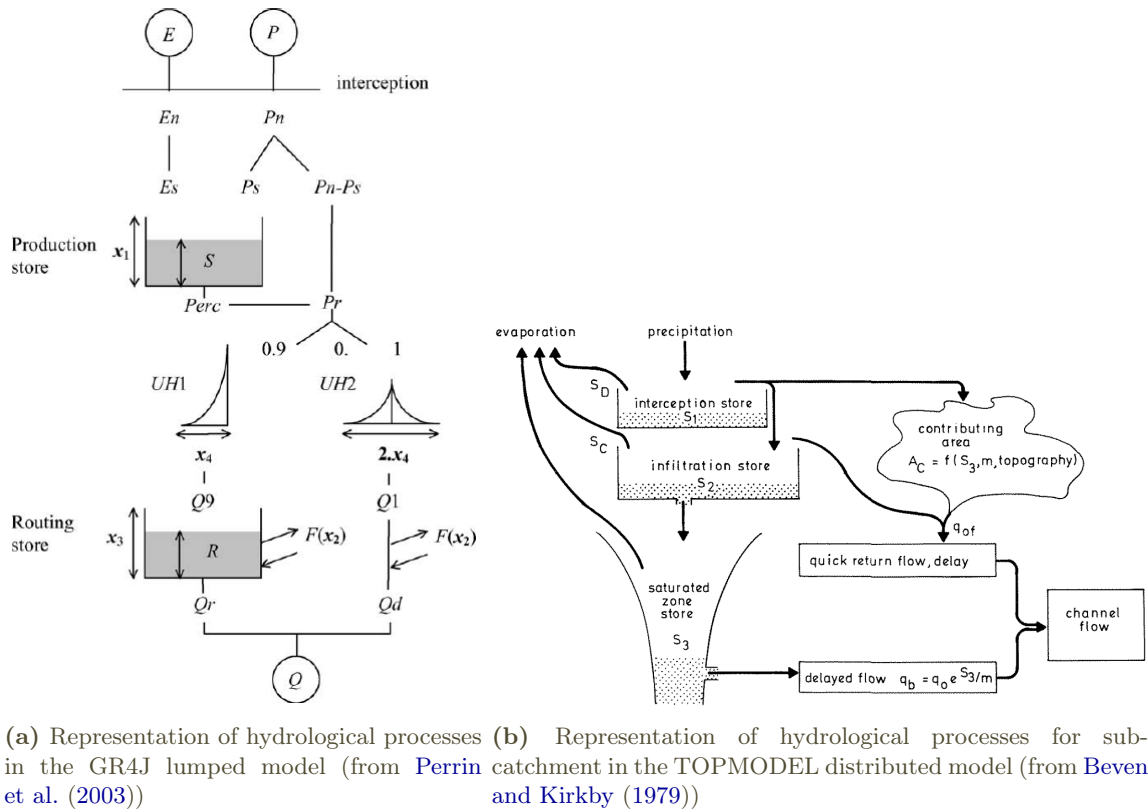 E P
interception
En Pn
Es Ps Pn-Ps
Production
store
x1
S
Perc Pr
0.9 0. 1
UH1 UH2
x4 2.x4
Q9 Q1
Routing
store
x3
R
F(x2) F(x2)
Qr Qd
Q
evaporation precipitation
SD
interception store
S1
SC
infiltration store
S2
contributing
area
AC = f(S3,m,topography)
qof
quick return flow, delay
saturated
zone
store
S3
channel
flow
delayed flow qb = qo e S3/m
(a) Representation of hydrological processes
in the GR4J lumped model (from Perrin
et al. (2003))
(b) Representation of hydrological processes for sub-
catchment in the TOPMODEL distributed model (from Beven
and Kirkby (1979))